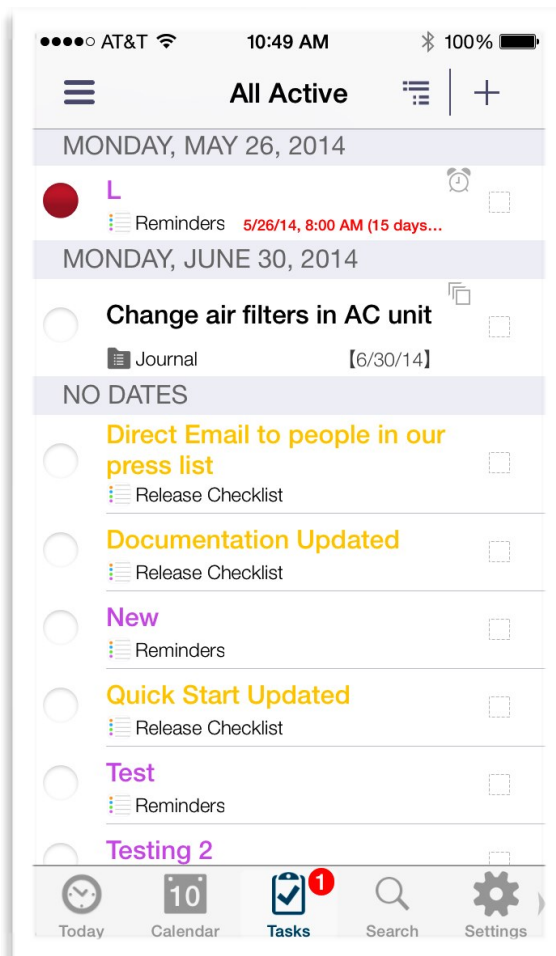 AT&T 10:49 AM 100%
All Active
MONDAY, MAY 26, 2014
L
Reminders 5/26/14, 8:00 AM (15 days...
MONDAY, JUNE 30, 2014
Change air filters in AC unit
Journal 【6/30/14】
NO DATES
Direct Email to people in our
press list
Release Checklist
Documentation Updated
Release Checklist
New
Reminders
Quick Start Updated
Release Checklist
Test
Reminders
Testing 2
10 1
Today Calendar Tasks Search Settings